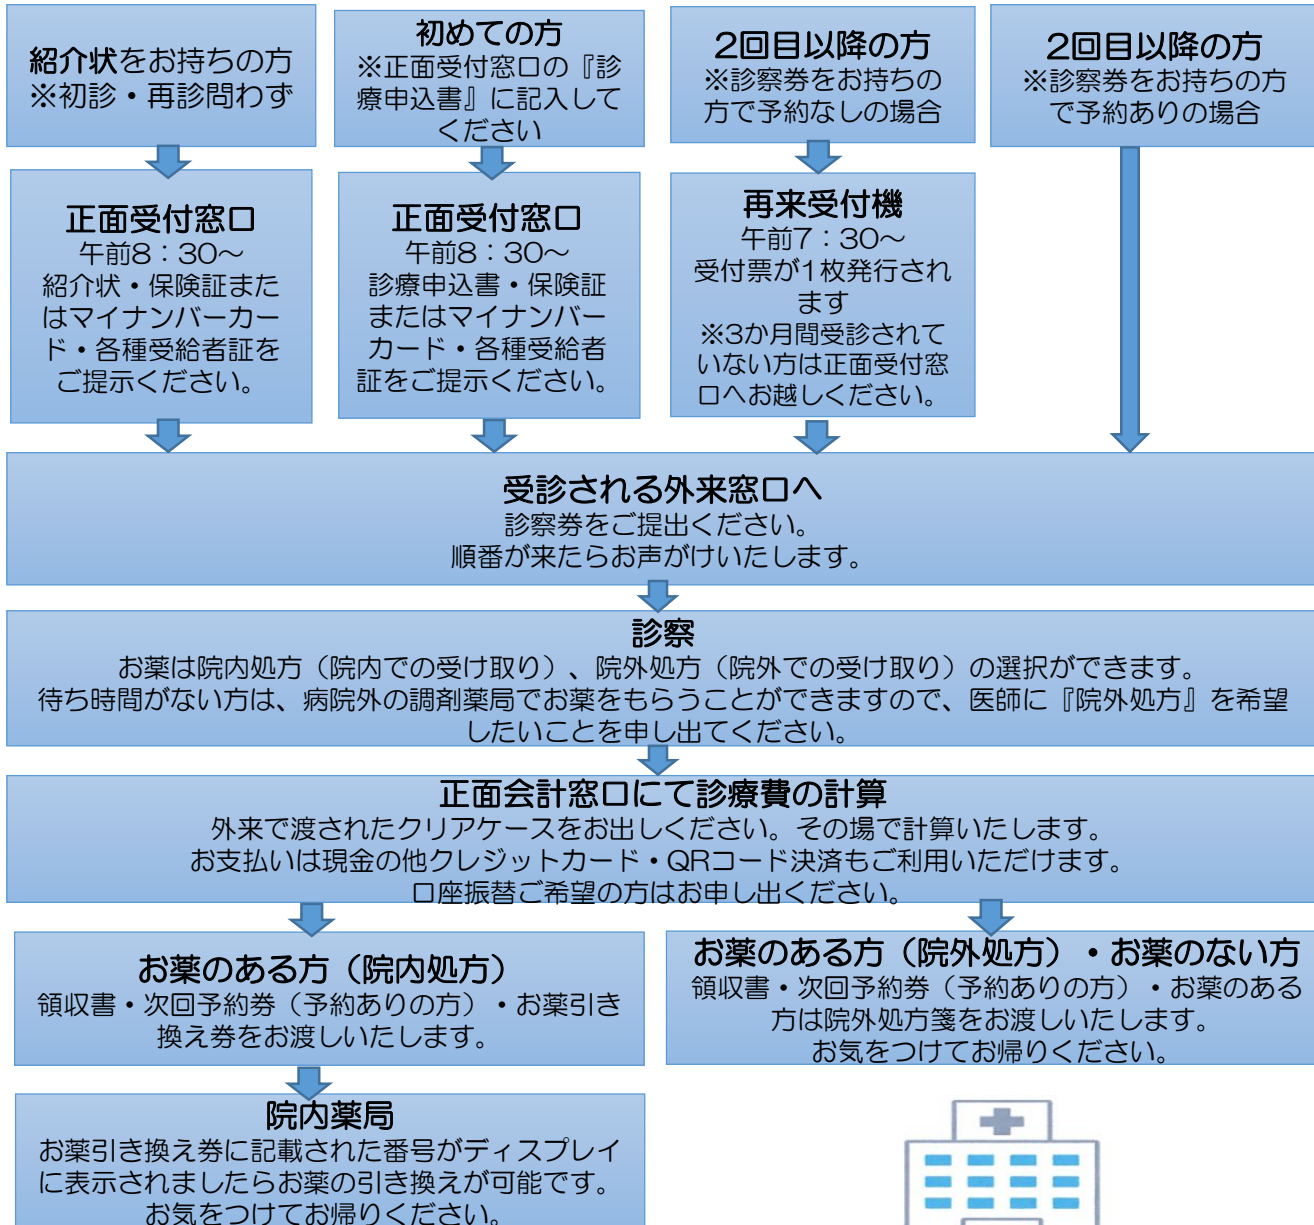 紹介状をお持ちの方
※初診・再診問わず
初めての方
※正面受付窓口の『診
療申込書』に記入して
ください
2回目以降の方
※診察券をお持ちの
方で予約なしの場合
2回目以降の方
※診察券をお持ちの方
で予約ありの場合
正面受付窓口
午前8：30～
紹介状・保険証また
はマイナンバーカー
ド・各種受給者証を
ご提示ください。
正面受付窓口
午前8：30～
診療申込書・保険証
またはマイナンバー
カード・各種受給者
証をご提示ください。
再来受付機
午前7：30～
受付票が1枚発行され
ます
※3か月間受診されて
いない方は正面受付窓
口へお越しください。
受診される外来窓口へ
診察券をご提出ください。
順番が来たらお声がけいたします。
診察
お薬は院内処方（院内での受け取り）、院外処方（院外での受け取り）の選択ができます。
待ち時間がない方は、病院外の調剤薬局でお薬をもらうことができますので、医師に『院外処方』を希望
したいことを申し出てください。
正面会計窓口にて診療費の計算
外来で渡されたクリアケースをお出しください。その場で計算いたします。
お支払いは現金の他クレジットカード・QRコード決済もご利用いただけます。
口座振替ご希望の方はお申し出ください。
お薬のある方（院内処方）
領収書・次回予約券（予約ありの方）・お薬引き
換え券をお渡しいたします。
お薬のある方（院外処方）・お薬のない方
領収書・次回予約券（予約ありの方）・お薬のある
方は院外処方箋をお渡しいたします。
お気をつけてお帰りください。
院内薬局
お薬引き換え券に記載された番号がディスプレイ
に表示されましたらお薬の引き換えが可能です。
お気をつけてお帰りください。